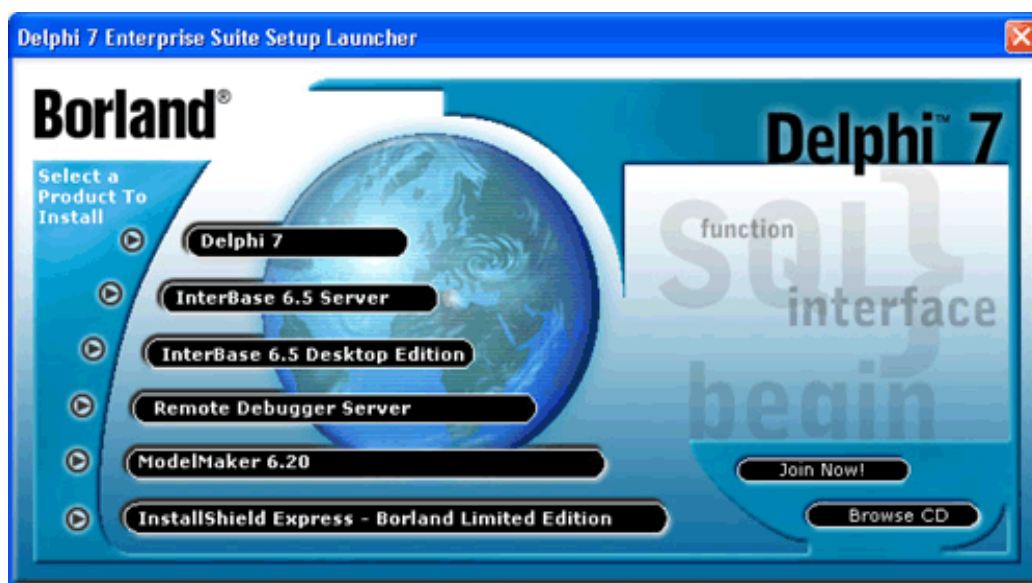 Delphi 7 Enterprise Suite Setup Launcher
Borland®
Delphi™ 7
Select a
Product To
Install
Delphi 7
InterBase 6.5 Server
InterBase 6.5 Desktop Edition
Remote Debugger Server
ModelMaker 6.20
InstallShield Express - Borland Limited Edition
SQL}
function
interface
begin
Join Now!
Browse CD